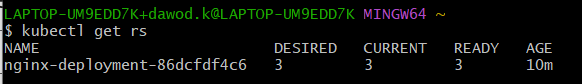 LAPTOP-UM9EDD7K+dawod.k@LAPTOP-UM9EDD7K MINGW64 ~
$ kubectl get rs
NAME DESIRED CURRENT READY AGE
nginx-deployment-86dcfdf4c6 3 3 3 10m